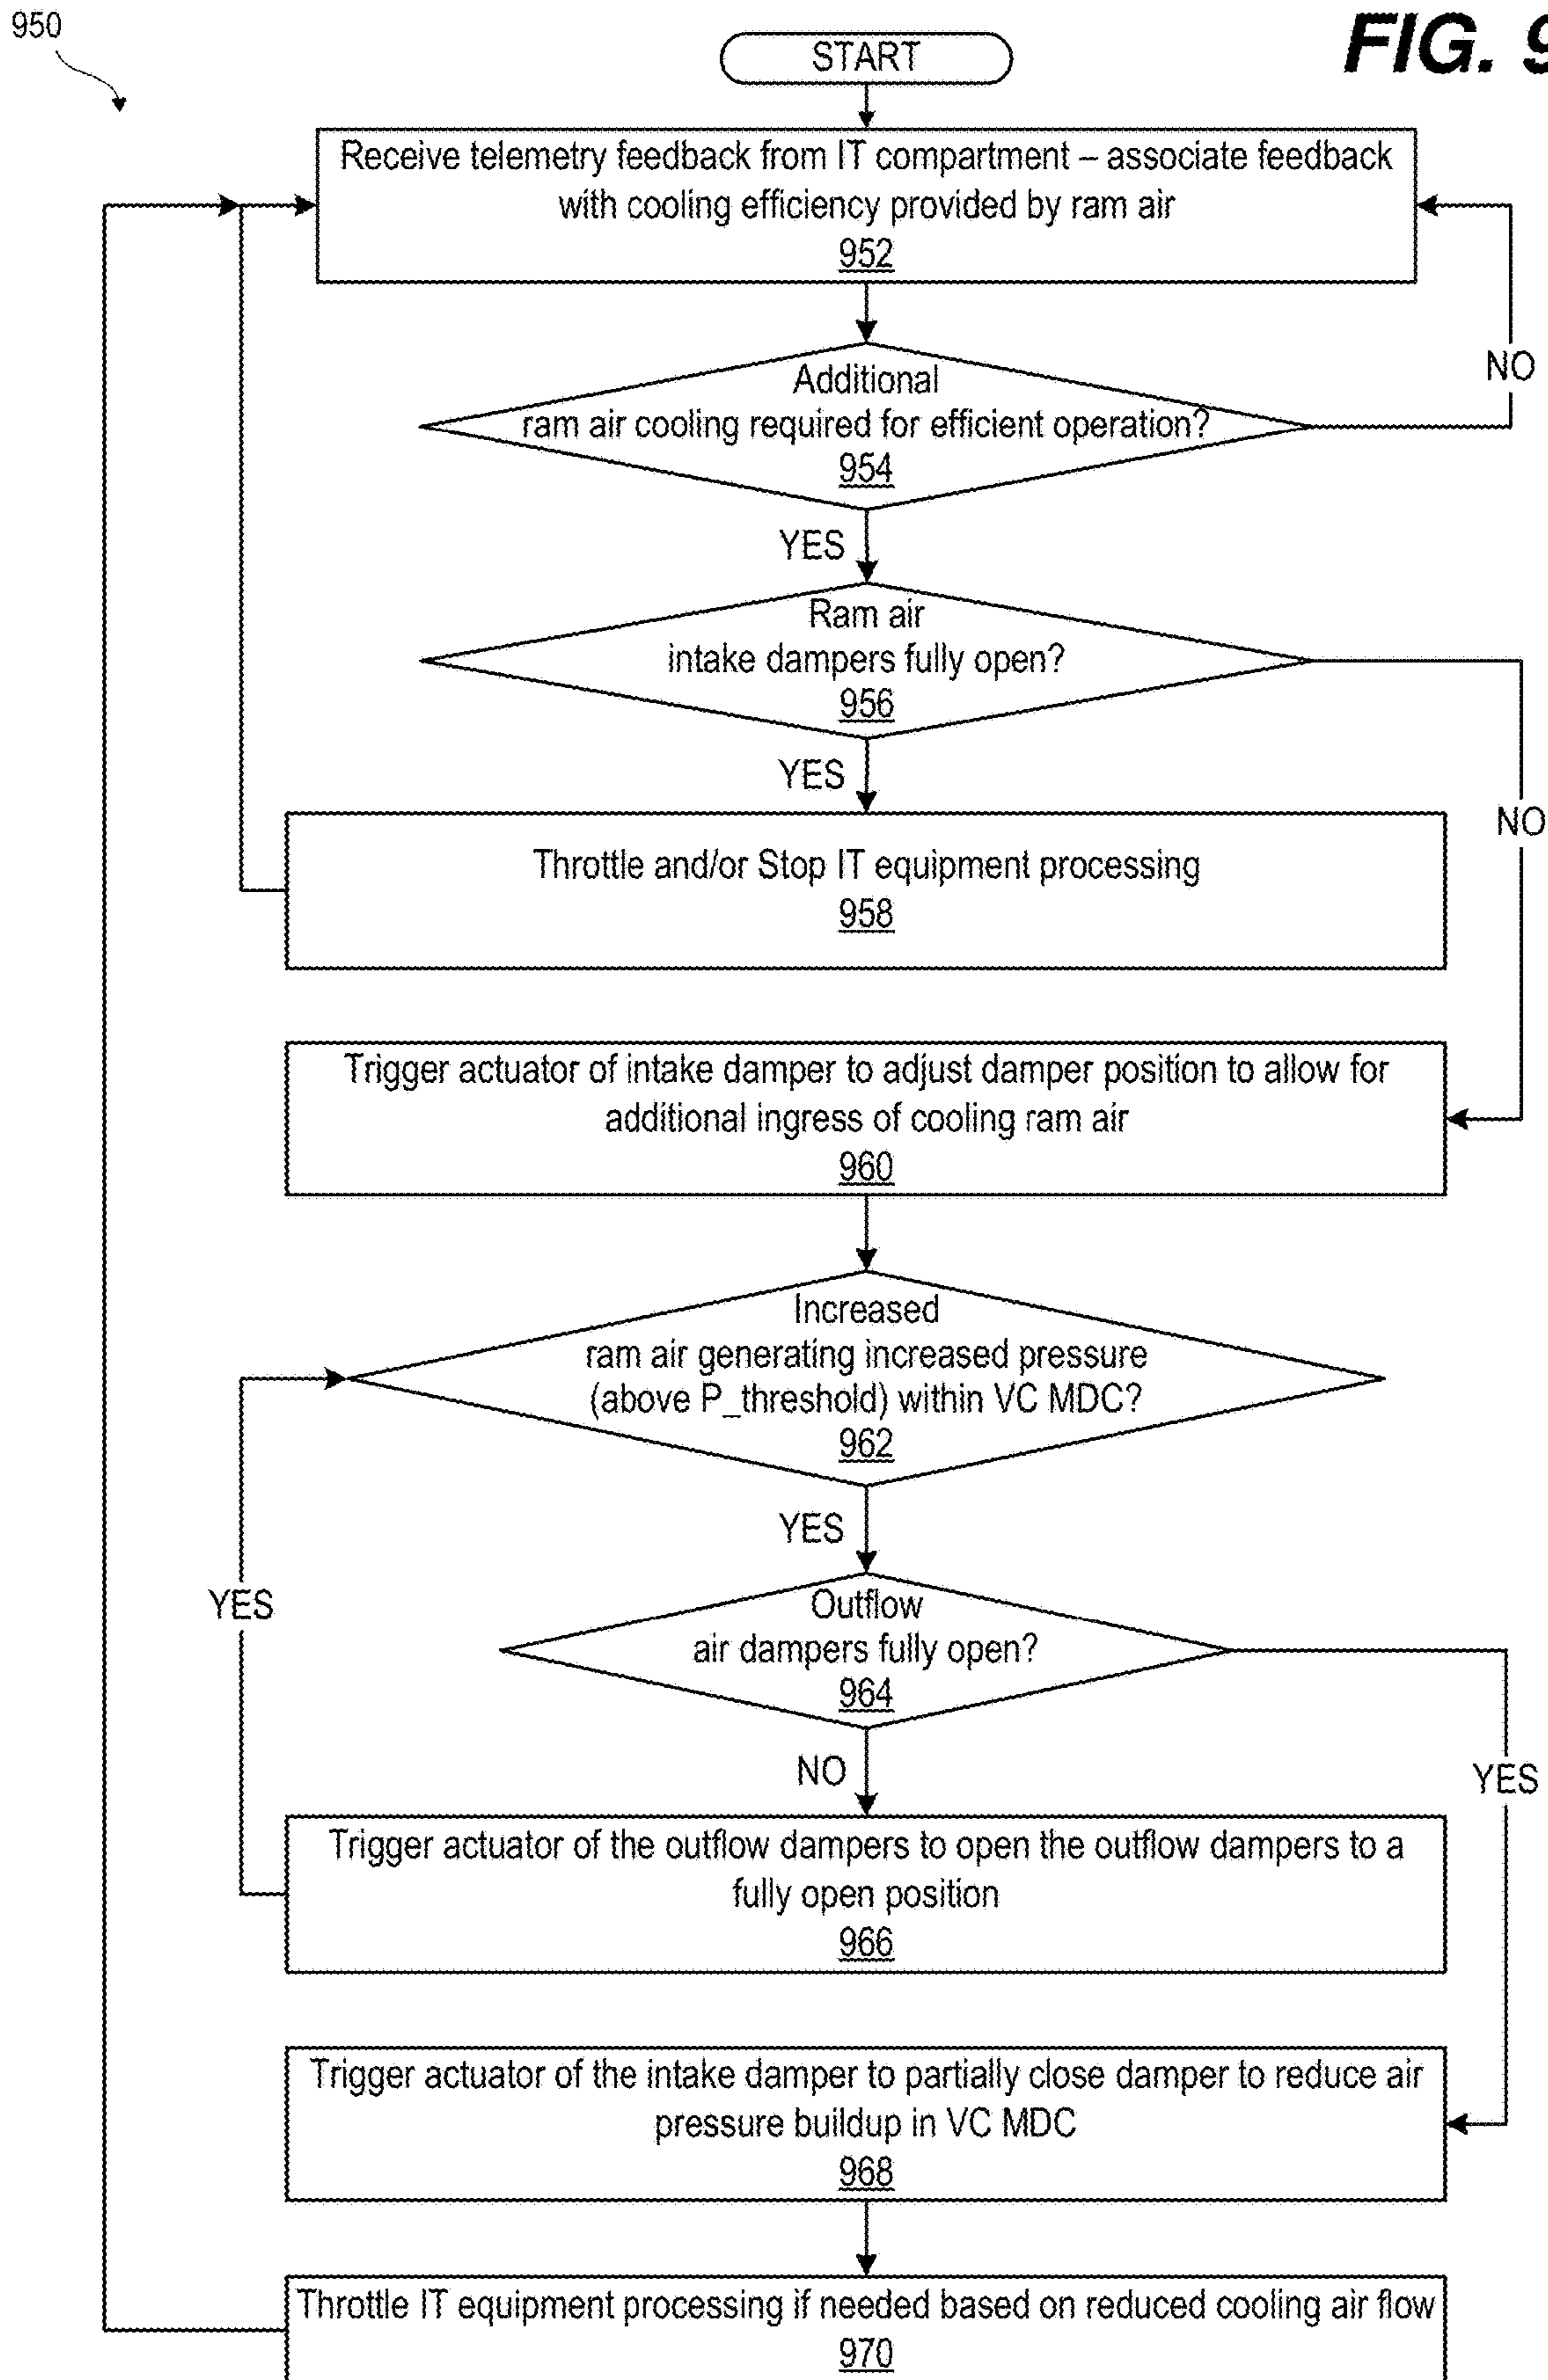 950
FIG. 9
START
Receive telemetry feedback from IT compartment – associate feedback
with cooling efficiency provided by ram air
952
NO
Additional
ram air cooling required for efficient operation?
954
YES
Ram air
intake dampers fully open?
956
YES
NO
Throttle and/or Stop IT equipment processing
958
Trigger actuator of intake damper to adjust damper position to allow for
additional ingress of cooling ram air
960
Increased
ram air generating increased pressure
(above P_threshold) within VC MDC?
962
YES
YES
Outflow
air dampers fully open?
964
NO
YES
Trigger actuator of the outflow dampers to open the outflow dampers to a
fully open position
966
Trigger actuator of the intake damper to partially close damper to reduce air
pressure buildup in VC MDC
968
Throttle IT equipment processing if needed based on reduced cooling air flow
970